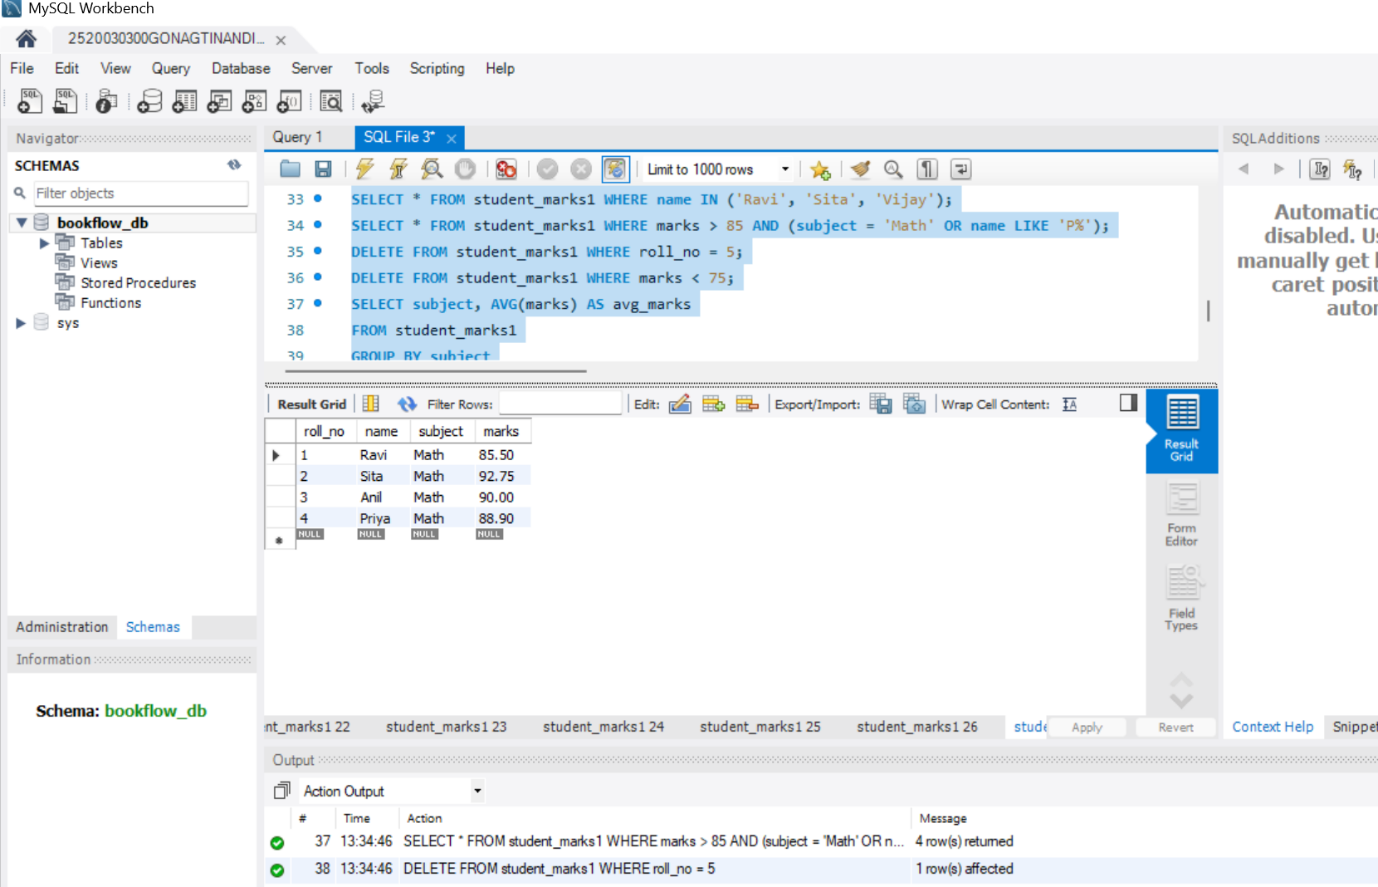 MySQL Workbench
2520030300GONAGTINANDI...
File Edit View Query Database Server Tools Scripting Help
Navigator
SCHEMAS
Filter objects
bookflow_db
Tables
Views
Stored Procedures
Functions
sys
Administration Schemas
Information
Schema: bookflow_db
Query 1 SQL File 3*
Limit to 1000 rows
33 SELECT * FROM student_marks1 WHERE name IN ('Ravi', 'Sita', 'Vijay');
34 SELECT * FROM student_marks1 WHERE marks > 85 AND (subject = 'Math' OR name LIKE 'P%');
35 DELETE FROM student_marks1 WHERE roll_no = 5;
36 DELETE FROM student_marks1 WHERE marks < 75;
37 SELECT subject, AVG(marks) AS avg_marks
38 FROM student_marks1
39 GROUP BY subject
Result Grid Filter Rows: Edit: Export/Import: Wrap Cell Content:
roll_no name subject marks
1 Ravi Math 85.50
2 Sita Math 92.75
3 Anil Math 90.00
4 Priya Math 88.90
NULL NULL NULL NULL
Result
Grid
Form
Editor
Field
Types
nt_marks1 22 student_marks1 23 student_marks1 24 student_marks1 25 student_marks1 26 stude Apply Revert
Output
Action Output
# Time Action Message
37 13:34:46 SELECT * FROM student_marks1 WHERE marks > 85 AND (subject = 'Math' OR n... 4 row(s) returned
38 13:34:46 DELETE FROM student_marks1 WHERE roll_no = 5 1 row(s) affected
SQLAdditions
Automatic
disabled. Us
manually get
caret posit
autor
Context Help Snippet